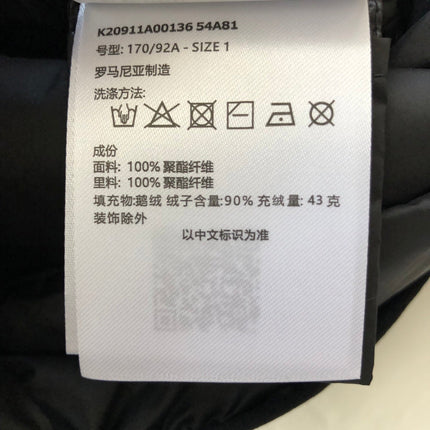 K20911A00136 54A81
号型: 170/92A - SIZE 1
罗马尼亚制造
洗涤方法:
成份
面料: 100% 聚酯纤维
里料: 100% 聚酯纤维
填充物:鹅绒 绒子含量:90% 充绒量: 43 克
装饰除外
以中文标识为准